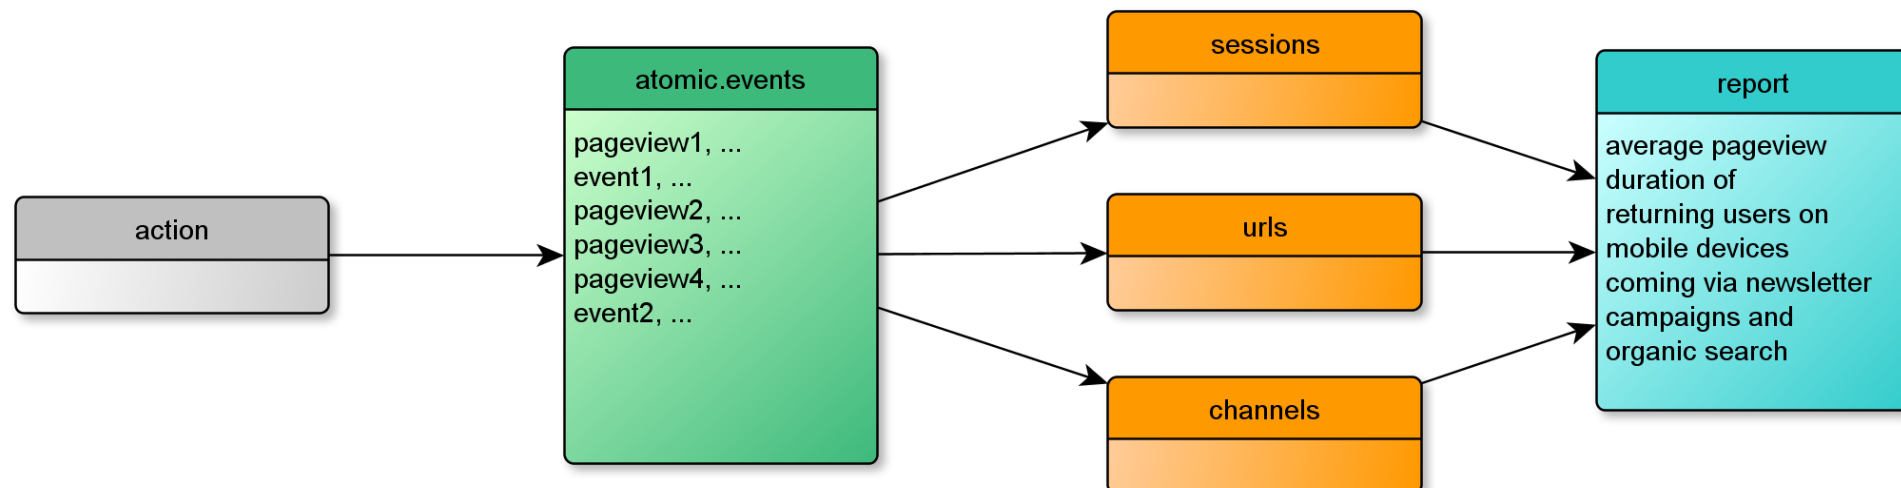 action
atomic.events
pageview1, ...
event1, ...
pageview2, ...
pageview3, ...
pageview4, ...
event2, ...
sessions
urls
channels
report
average pageview
duration of
returning users on
mobile devices
coming via newsletter
campaigns and
organic search